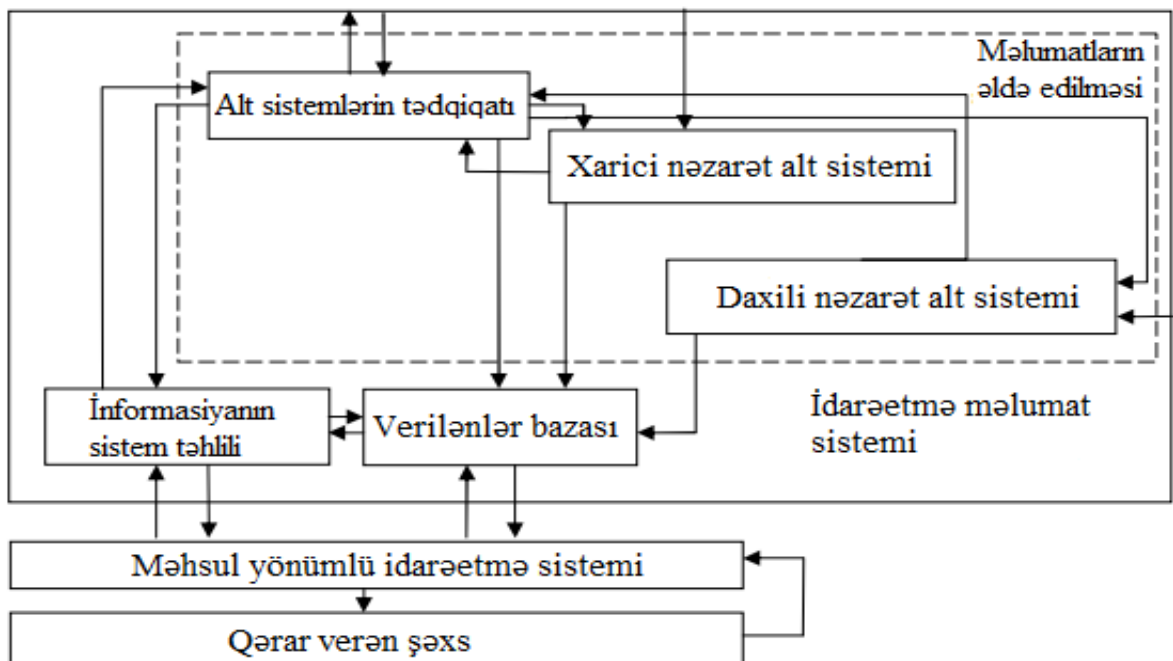 Məlumatların
əldə edilməsi
Alt sistemlərin tədqiqatı
Xarici nəzarət alt sistemi
Daxili nəzarət alt sistemi
İnformasiyanın
sistem təhlili
Verilənlər bazası
İdarəetmə məlumat
sistemi
Məhsul yönümlü idarəetmə sistemi
Qərar verən şəxs